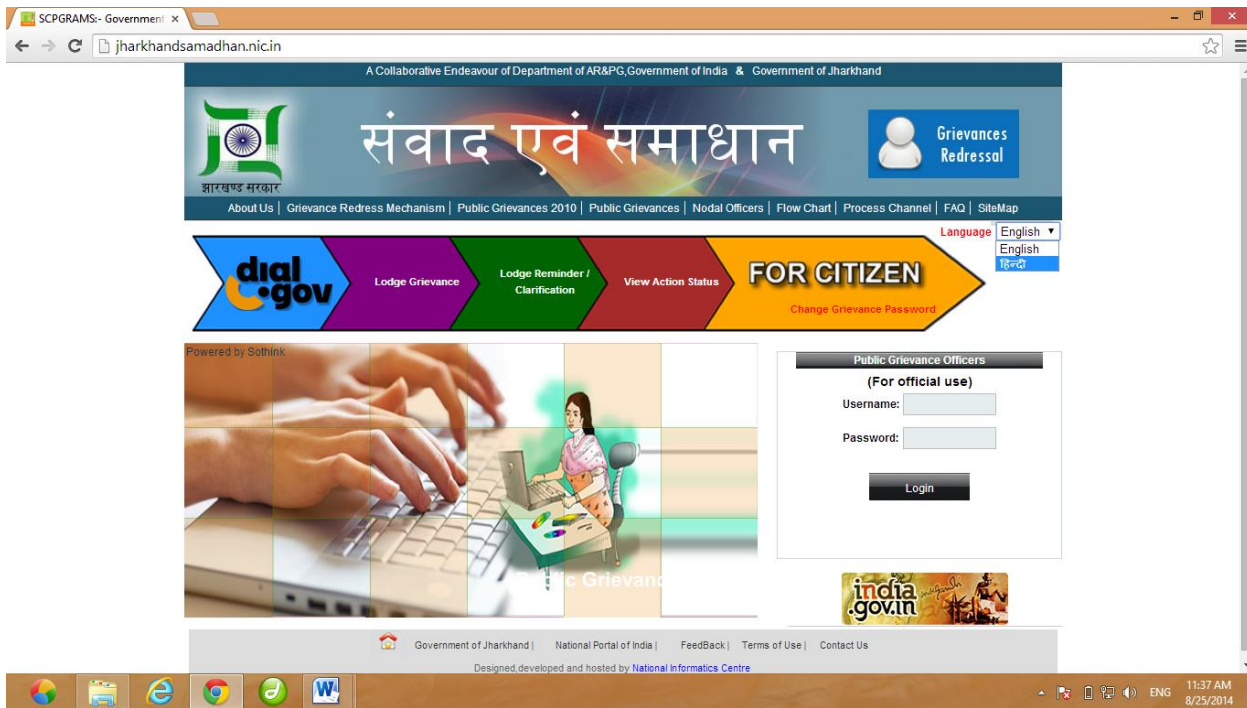 SCPGRAMS:- Government
jharkhandsamadhan.nic.in
A Collaborative Endeavour of Department of AR&PG,Government of India & Government of Jharkhand
झारखण्ड सरकार
संवाद एवं समाधान
Grievances
Redressal
About Us | Grievance Redress Mechanism | Public Grievances 2010 | Public Grievances | Nodal Officers | Flow Chart | Process Channel | FAQ | SiteMap
Language English
English
हिन्दी
dial
.gov
Lodge Grievance
Lodge Reminder /
Clarification
View Action Status
FOR CITIZEN
Change Grievance Password
Powered by Sothink
Public Grievanc
Public Grievance Officers
(For official use)
Username:
Password:
Login
india
.gov.in
Government of Jharkhand | National Portal of India | FeedBack | Terms of Use | Contact Us
Designed,developed and hosted by National Informatics Centre
ENG
11:37 AM
8/25/2014